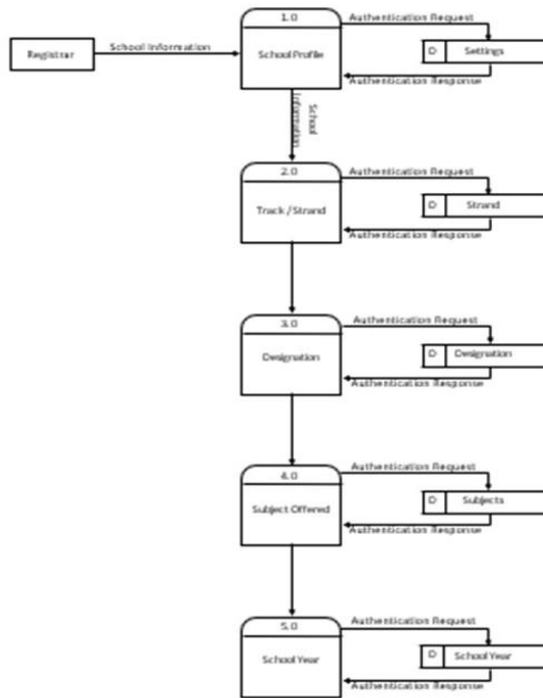 1.0
Authentication Request
Registrar
School Information
School Profile
D
Settings
Authentication Response
School
Information
2.0
Authentication Request
Track / Strand
D
Strand
Authentication Response
3.0
Authentication Request
Designation
D
Designation
Authentication Response
4.0
Authentication Request
Subject Offered
D
Subjects
Authentication Response
5.0
Authentication Request
School Year
D
School Year
Authentication Response